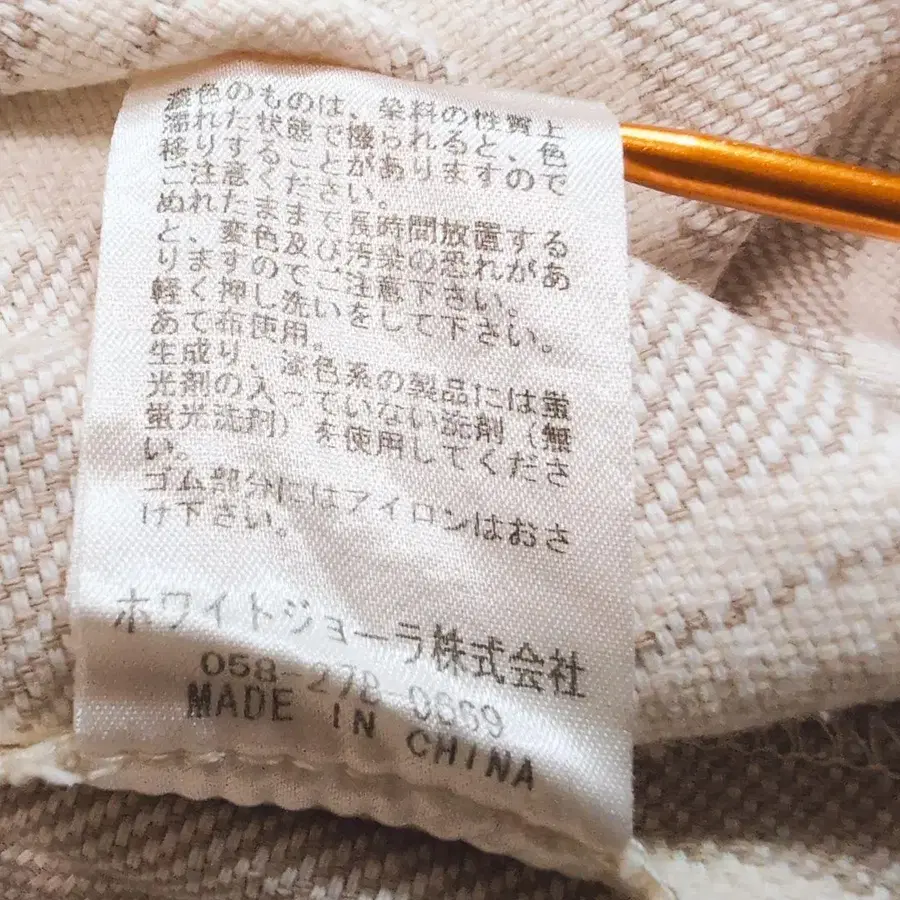 濃色のものは、染料の性質上、
濡れた状態で擦られると、色
移りすることがあります。ので
ご注意ください。
ぬれたままで長時間放置する
と、変色及び汚染の恐れがあ
りますのでご注意下さい。
軽く押し洗いして下さい。
あて布使用。
生成り、淡色系の製品には蛍
光剤の入っていない洗剤(無
蛍光洗剤)を使用してくださ
い。
ゴム部分にはアイロンはおさ
け下さい。
ホワイトジョーラ株式会社
058-278-0669
MADE IN CHINA